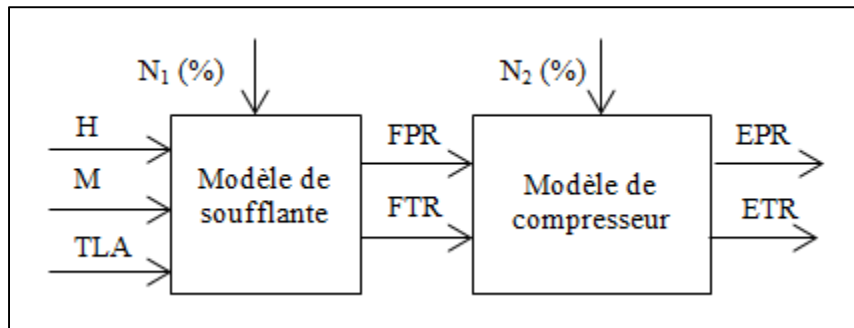 N₁ (%)
N₂ (%)
H
M
TLA
Modèle de
soufflante
FPR
FTR
Modèle de
compresseur
EPR
ETR